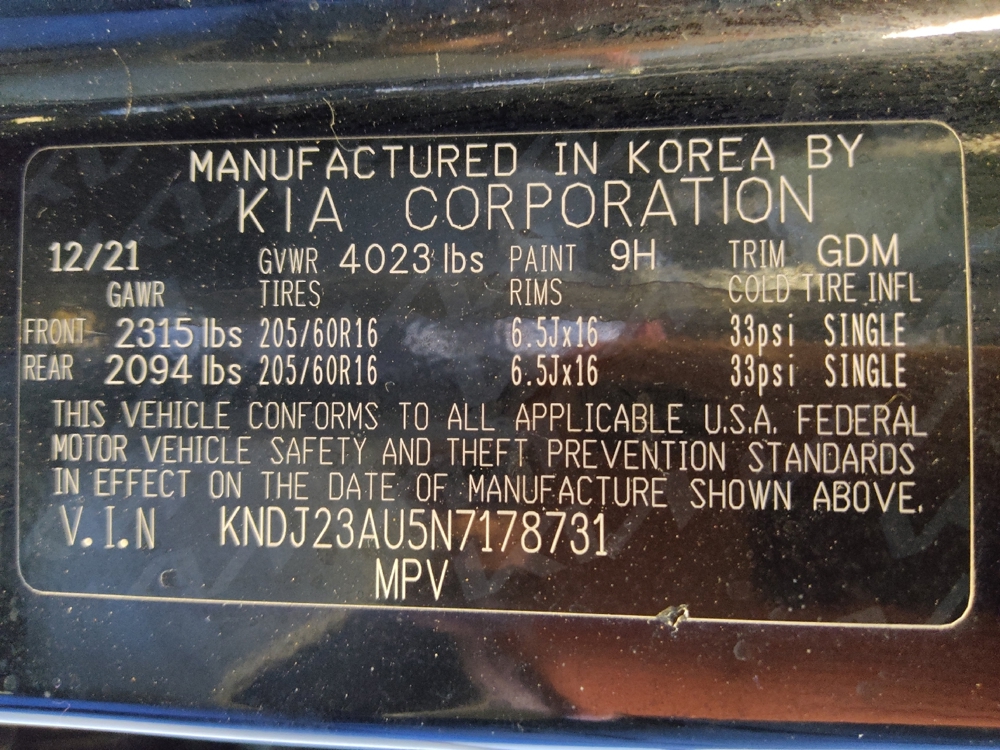 MANUFACTURED IN KOREA BY
KIA CORPORATION
12/21 GVWR 4023 lbs PAINT 9H TRIM GDM
GAWR TIRES RIMS COLD TIRE INFL
FRONT 2315 lbs 205/60R16 6.5Jx16 33psi SINGLE
REAR 2094 lbs 205/60R16 6.5Jx16 33psi SINGLE
THIS VEHICLE CONFORMS TO ALL APPLICABLE U.S.A. FEDERAL
MOTOR VEHICLE SAFETY AND THEFT PREVENTION STANDARDS
IN EFFECT ON THE DATE OF MANUFACTURE SHOWN ABOVE.
V.I.N KNDJ23AU5N7178731
MPV